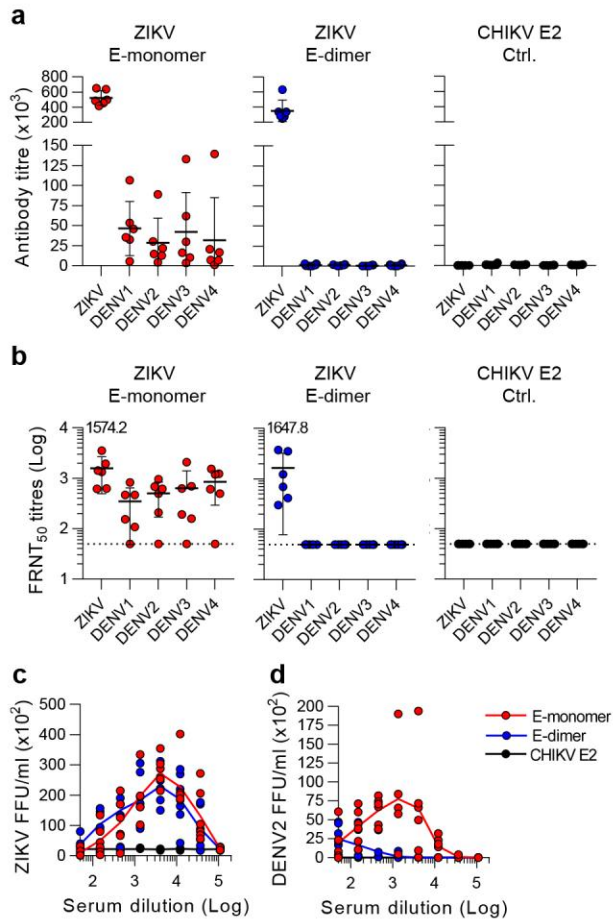 a
ZIKV
E-monomer
ZIKV
E-dimer
CHIKV E2
Ctrl.
Antibody titre (x10³)
800
600
400
200
150
125
100
75
50
25
0
ZIKV
DENV1
DENV2
DENV3
DENV4
ZIKV
DENV1
DENV2
DENV3
DENV4
ZIKV
DENV1
DENV2
DENV3
DENV4
b
ZIKV
E-monomer
ZIKV
E-dimer
CHIKV E2
Ctrl.
FRNT₅₀ titres (Log)
4
3
2
1
1574.2
1647.8
ZIKV
DENV1
DENV2
DENV3
DENV4
ZIKV
DENV1
DENV2
DENV3
DENV4
ZIKV
DENV1
DENV2
DENV3
DENV4
c
ZIKV FFU/ml (x10²)
500
400
300
200
100
0
2 3 4 5
Serum dilution (Log)
d
DENV2 FFU/ml (x10²)
200
175
150
125
100
75
50
25
0
2 3 4 5
Serum dilution (Log)
E-monomer
E-dimer
CHIKV E2